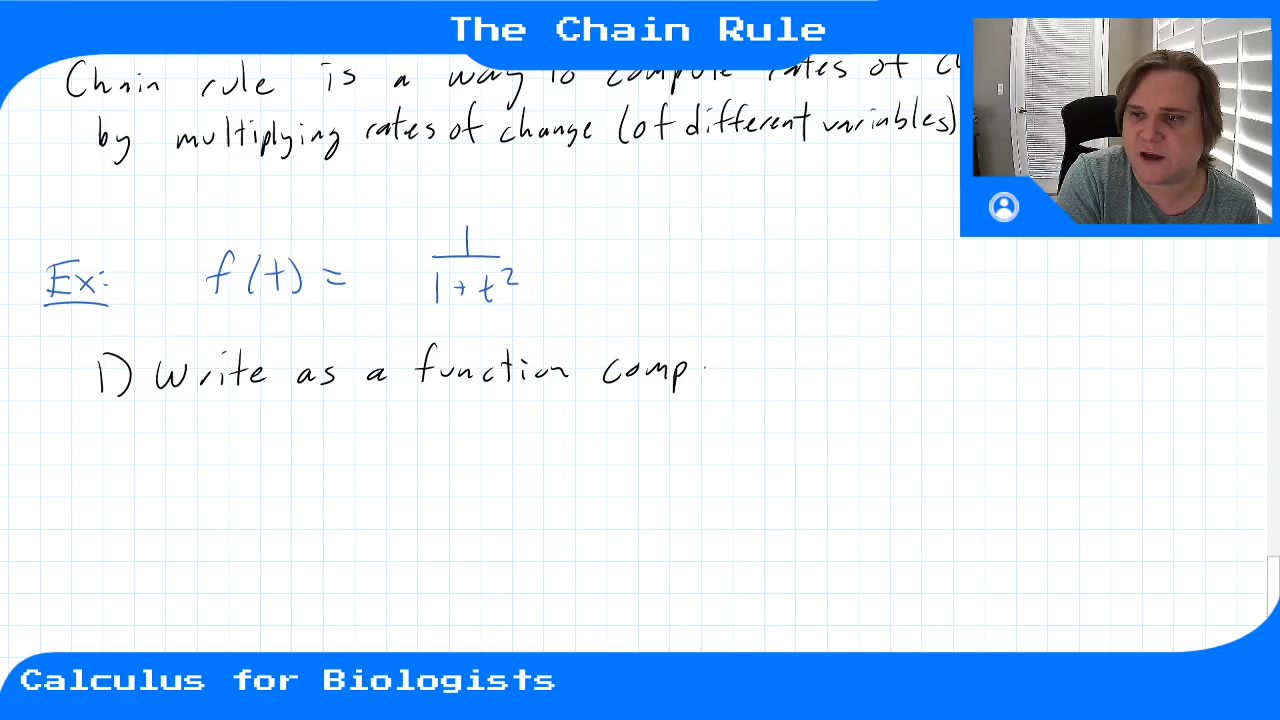 The Chain Rule
Chain rule is a way to compute rates of
by multiplying rates of change (of different variables)
Ex: f(t) = 1/(1+t²)
1) Write as a function comp
Calculus for Biologists